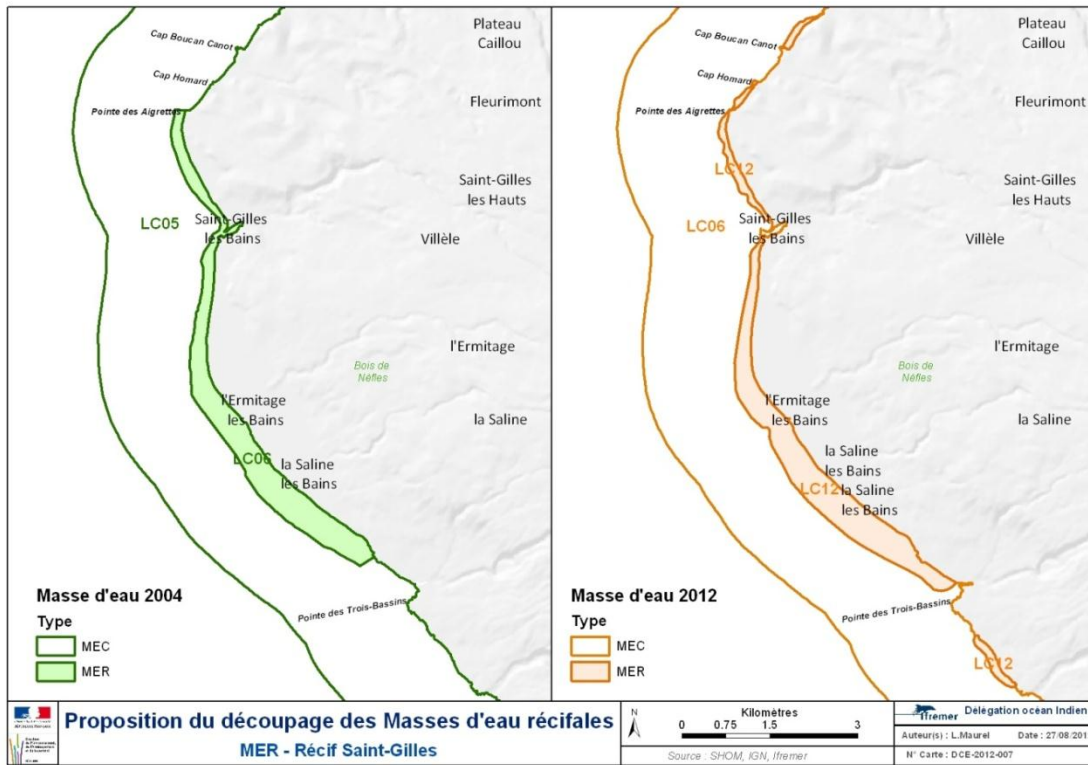 Plateau
Caillou
Cap Boucan Canot
Cap Homard
Fleurimont
Pointe des Aigrettes
Saint-Gilles
les Hauts
LC05
Saint-Gilles
les Bains
Villèle
l'Ermitage
Bois de
Nèfles
l'Ermitage
les Bains
la Saline
LC06
la Saline
les Bains
Masse d'eau 2004
Type
MEC
MER
Pointe des Trois-Bassins
Plateau
Caillou
Cap Boucan Canot
Cap Homard
Fleurimont
Pointe des Aigrettes
LC12
Saint-Gilles
les Hauts
LC06
Saint-Gilles
les Bains
Villèle
l'Ermitage
Bois de
Nèfles
l'Ermitage
les Bains
la Saline
la Saline
les Bains
LC12
la Saline
les Bains
Masse d'eau 2012
Type
MEC
MER
Pointe des Trois-Bassins
LC12
Proposition du découpage des Masses d'eau récifales
MER - Récif Saint-Gilles
N
Kilomètres
0 0.75 1.5 3
Source : SHOM, IGN, Ifremer
Ifremer
Délégation océan Indien
Auteur(s) : L.Maurel
Date : 27/08/201
N° Carte : DCE-2012-007